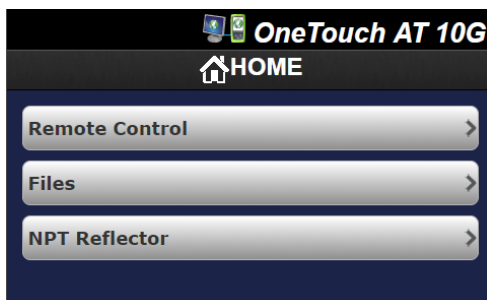 OneTouch AT 10G
HOME
Remote Control
Files
NPT Reflector